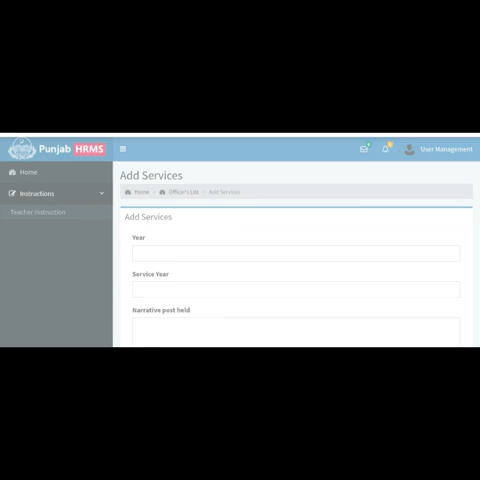 Punjab HRMS
User Management
Home
Instructions
Teacher Instruction
Add Services
Home > Officer's List > Add Services
Add Services
Year
Service Year
Narrative post held